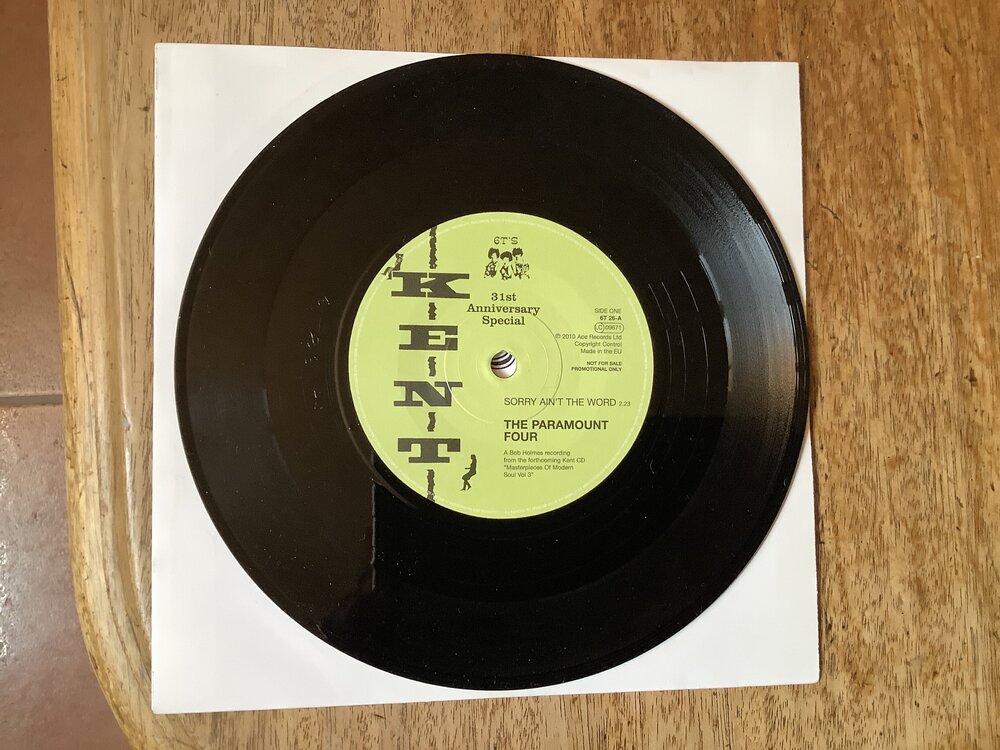 6T'S
KENT
31st
Anniversary
Special
SIDE ONE
6T 26-A
LC 09671
℗ 2010 Ace Records Ltd
Copyright Control
Made in the EU
NOT FOR SALE
PROMOTIONAL ONLY
SORRY AIN'T THE WORD 2.23
THE PARAMOUNT
FOUR
A Bob Holmes recording
from the forthcoming Kent CD
"Masterpieces Of Modern
Soul Vol 3"